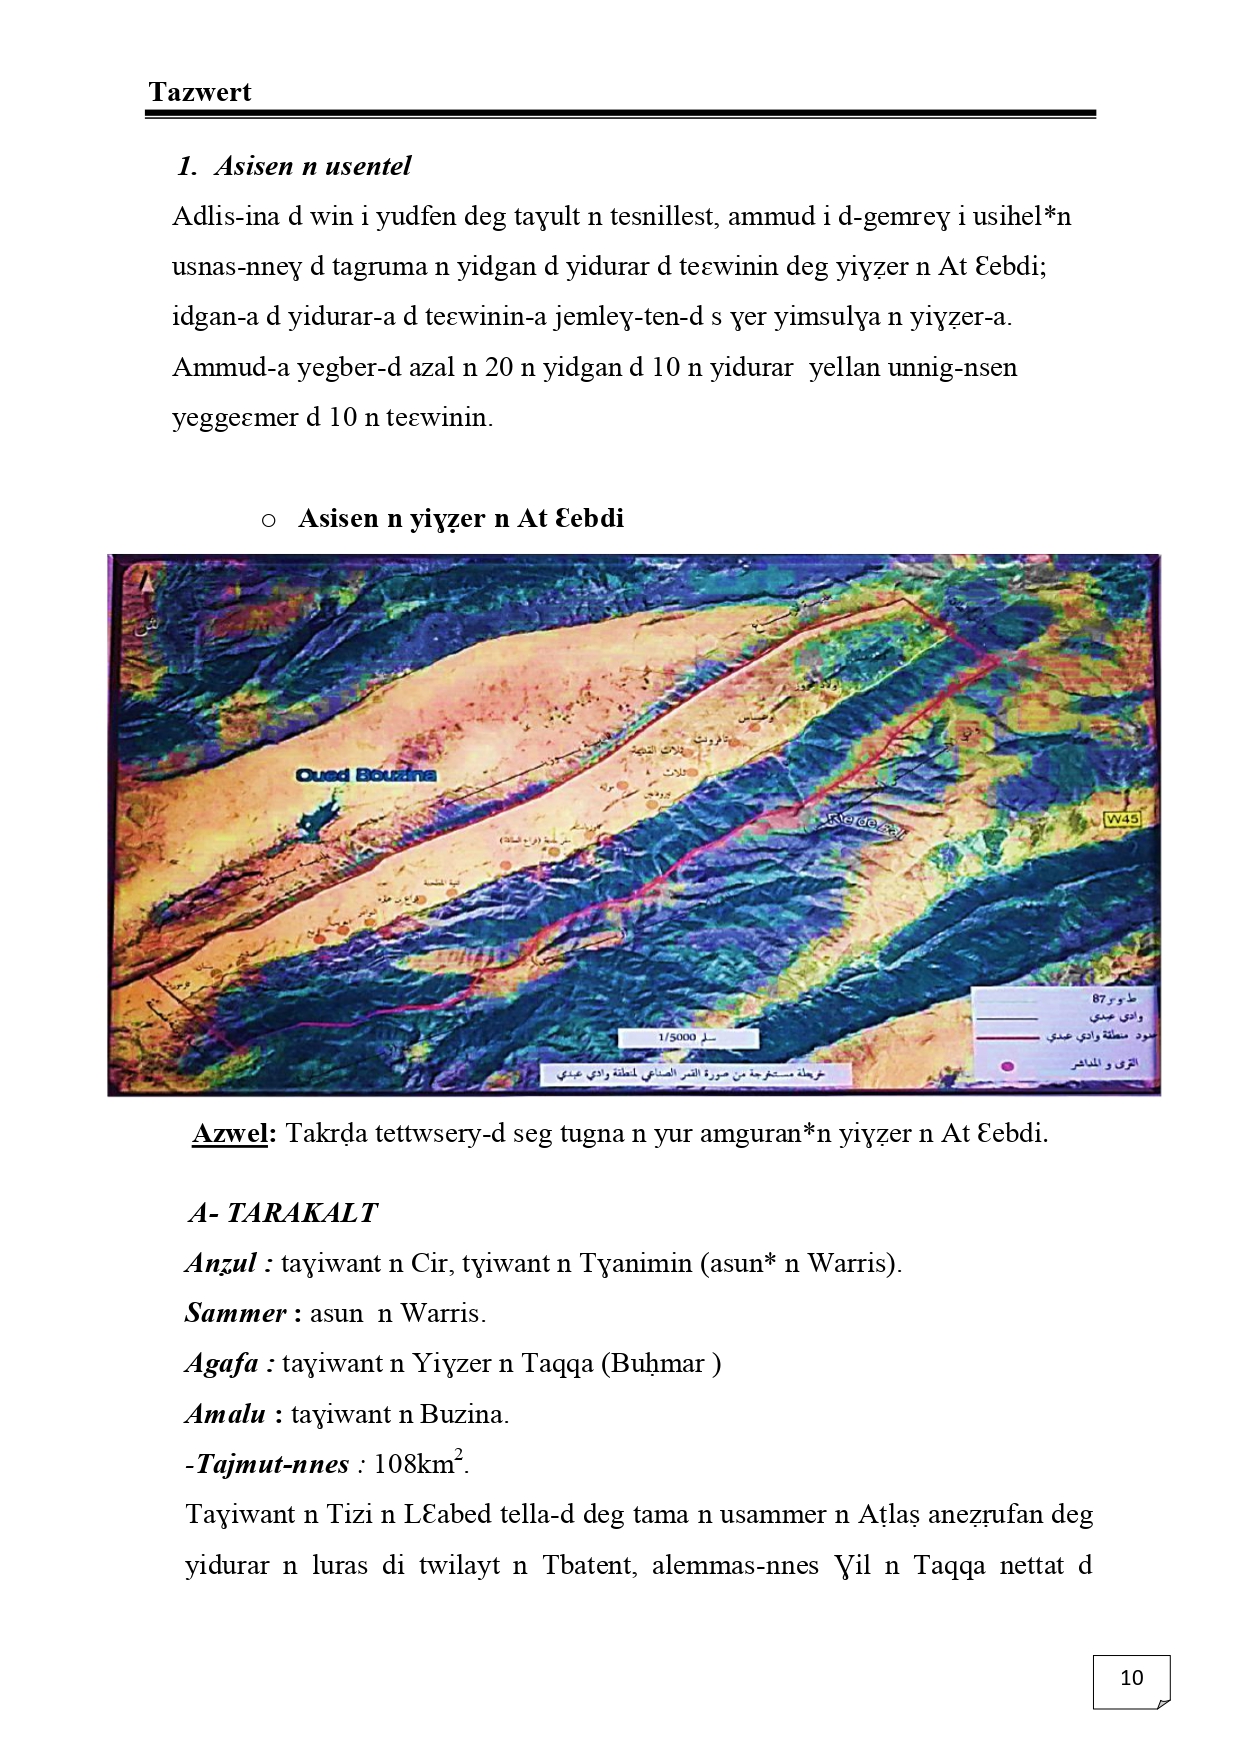 Tazwert
1. Asisen n usentel
Adlis-ina d win i yudfen deg taɣult n tesnillest, ammud i d-gemreɣ i usihel*n
usnas-nneɣ d tagruma n yidgan d yidurar d teɛwinin deg yiɣẓer n At Ɛebdi;
idgan-a d yidurar-a d teɛwinin-a jemleɣ-ten-d s ɣer yimsulɣa n yiɣẓer-a.
Ammud-a yegber-d azal n 20 n yidgan d 10 n yidurar yellan unnig-nsen
yeggeɛmer d 10 n teɛwinin.
o Asisen n yiɣẓer n At Ɛebdi
ش
Oued Bouzina
تلاث القديمة
تلاث
W45
ط و ر 87
وادي عبدي
حدود منطقة وادي عبدي
القرى و المداشر
سلم 1/5000
خريطة مستخرجة من صورة القمر الصناعي لمنطقة وادي عبدي
Azwel: Takrḍa tettwsery-d seg tugna n yur amguran*n yiɣẓer n At Ɛebdi.
A- TARAKALT
Anẓul : taɣiwant n Cir, tɣiwant n Tɣanimin (asun* n Warris).
Sammer : asun n Warris.
Agafa : taɣiwant n Yiɣzer n Taqqa (Buḥmar )
Amalu : taɣiwant n Buzina.
-Tajmut-nnes : 108km².
Taɣiwant n Tizi n LƐabed tella-d deg tama n usammer n Aṭlaṣ aneẓṛufan deg
yidurar n luras di twilayt n Tbatent, alemmas-nnes Ɣil n Taqqa nettat d
10